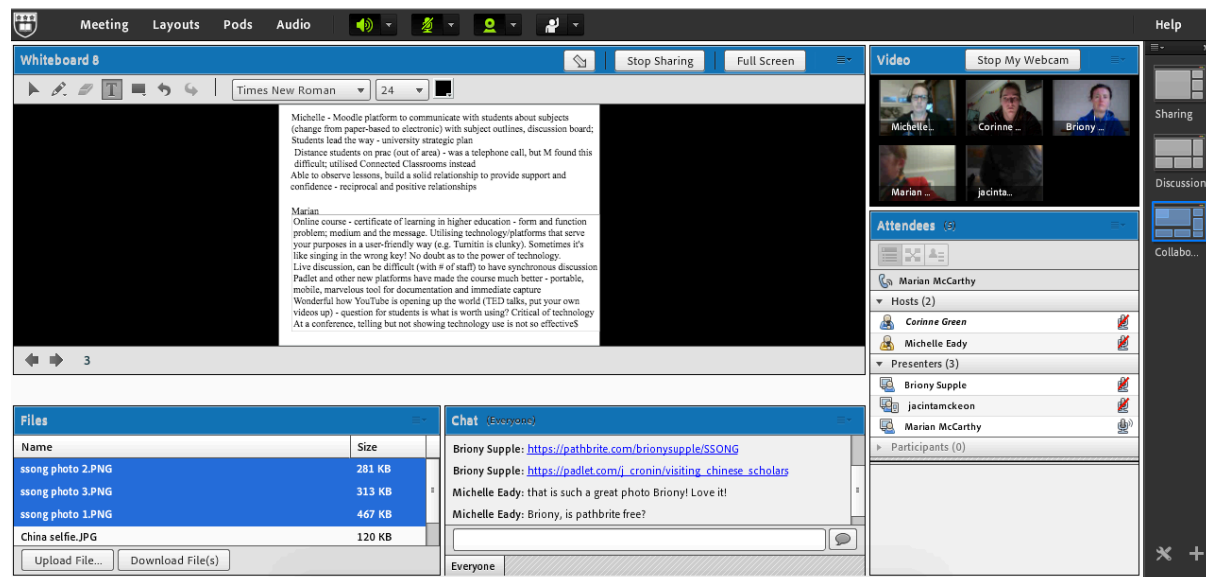 Meeting Layouts Pods Audio Help
Whiteboard 8
Stop Sharing
Full Screen
Times New Roman
24
Michelle - Moodle platform to communicate with students about subjects
(change from paper-based to electronic) with subject outlines, discussion board;
Students lead the way - university strategic plan
Distance students on prac (out of area) - was a telephone call, but M found this
difficult; utilised Connected Classrooms instead
Able to observe lessons, build a solid relationship to provide support and
confidence - reciprocal and positive relationships
Marian
Online course - certificate of learning in higher education - form and function
problem; medium and the message. Utilising technology/platforms that serve
your purposes in a user-friendly way (e.g. Turnitin is clunky). Sometimes it's
like singing in the wrong key! No doubt as to the power of technology.
Live discussion, can be difficult (with # of staff) to have synchronous discussion
Padlet and other new platforms have made the course much better - portable,
mobile, marvelous tool for documentation and immediate capture
Wonderful how YouTube is opening up the world (TED talks, put your own
videos up) - question for students is what is worth using? Critical of technology
At a conference, telling but not showing technology use is not so effectiveS
3
Video
Stop My Webcam
Michelle...
Corinne ...
Briony ...
Marian ...
jacinta...
Attendees (5)
Marian McCarthy
Hosts (2)
Corinne Green
Michelle Eady
Presenters (3)
Briony Supple
jacintamckeon
Marian McCarthy
Participants (0)
Sharing
Discussion
Collabo...
Files
Name Size
ssong photo 2.PNG 281 KB
ssong photo 3.PNG 313 KB
ssong photo 1.PNG 467 KB
China selfie.JPG 120 KB
Upload File...
Download File(s)
Chat (Everyone)
Briony Supple: https://pathbrite.com/brionysupple/SSONG
Briony Supple: https://padlet.com/j_cronin/visiting_chinese_scholars
Michelle Eady: that is such a great photo Briony! Love it!
Michelle Eady: Briony, is pathbrite free?
Everyone